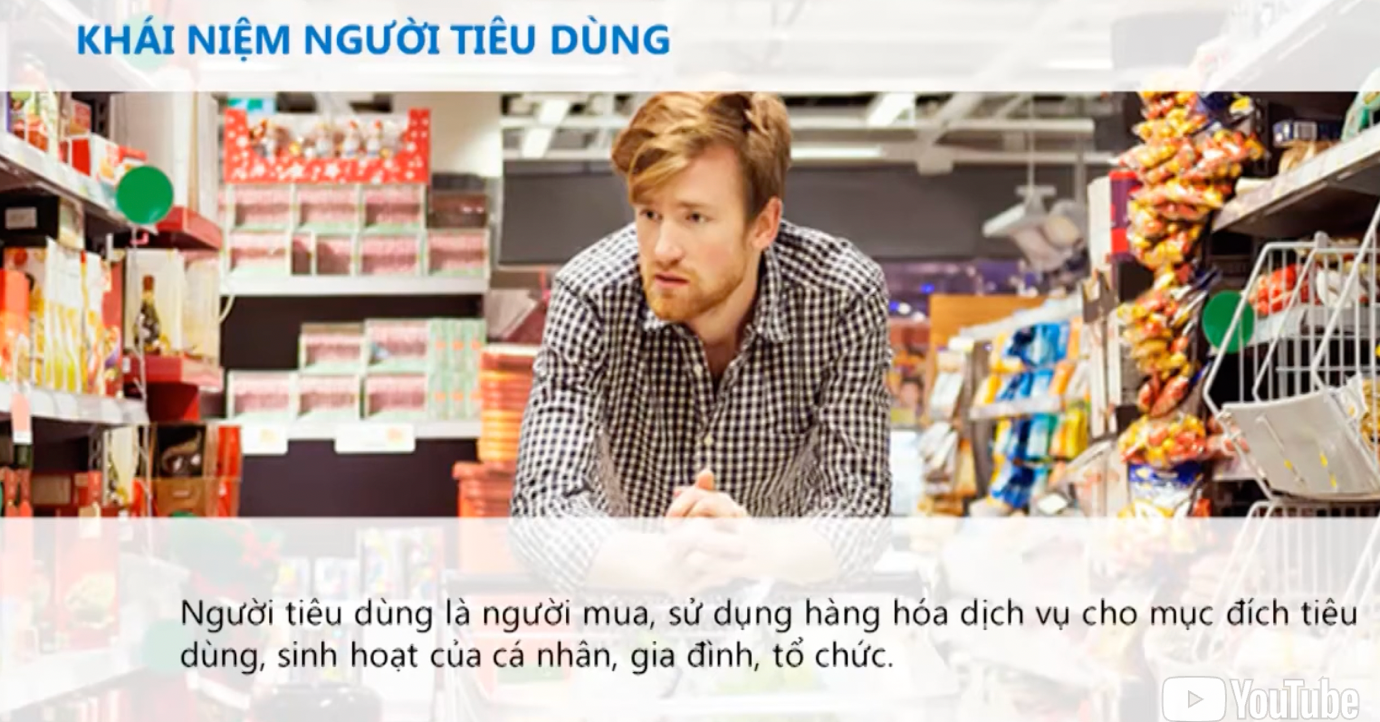 KHÁI NIỆM NGƯỜI TIÊU DÙNG
Người tiêu dùng là người mua, sử dụng hàng hóa dịch vụ cho mục đích tiêu
dùng, sinh hoạt của cá nhân, gia đình, tổ chức.
YouTube